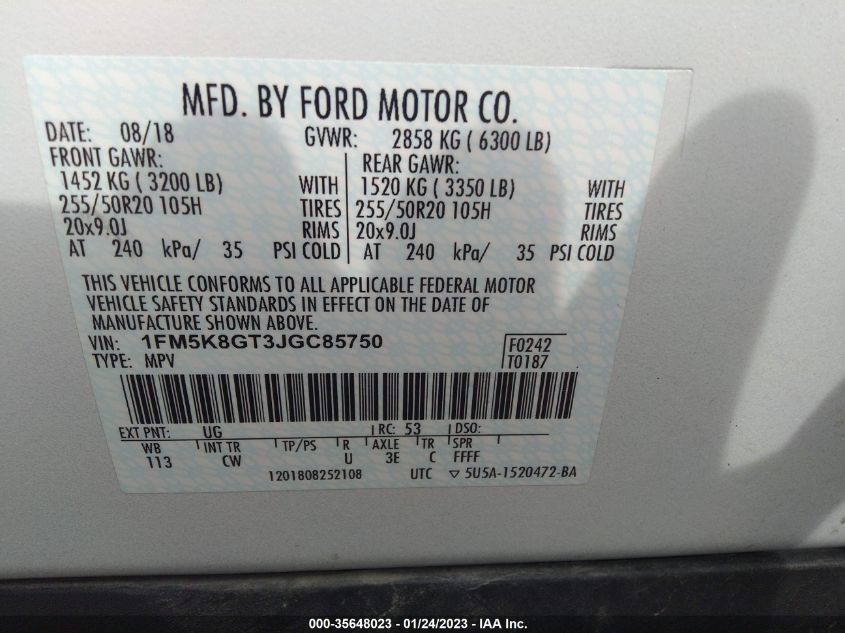 MFD. BY FORD MOTOR CO.
DATE: 08/18 GVWR: 2858 KG ( 6300 LB)
FRONT GAWR: REAR GAWR:
1452 KG ( 3200 LB) WITH 1520 KG ( 3350 LB) WITH
255/50R20 105H TIRES 255/50R20 105H TIRES
20x9.0J RIMS 20x9.0J RIMS
AT 240 kPa/ 35 PSI COLD AT 240 kPa/ 35 PSI COLD
THIS VEHICLE CONFORMS TO ALL APPLICABLE FEDERAL MOTOR
VEHICLE SAFETY STANDARDS IN EFFECT ON THE DATE OF
MANUFACTURE SHOWN ABOVE.
VIN: 1FM5K8GT3JGC85750 F0242
TYPE: MPV T0187
EXT PNT: UG RC: 53 DSO:
WB INT TR TP/PS R AXLE TR SPR
113 CW U 3E C FFFF
1201808252108 UTC ▽ 5U5A-1520472-BA
000-35648023 — 01/24/2023 — © IAA Inc.